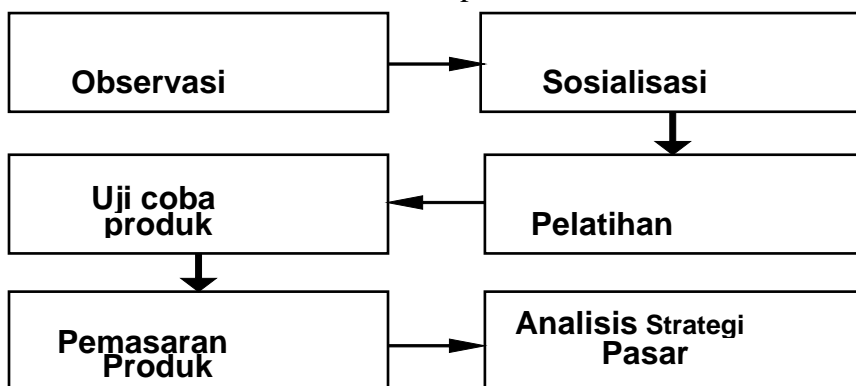 Observasi
Sosialisasi
Uji coba
produk
Pelatihan
Pemasaran
Produk
Analisis Strategi
Pasar